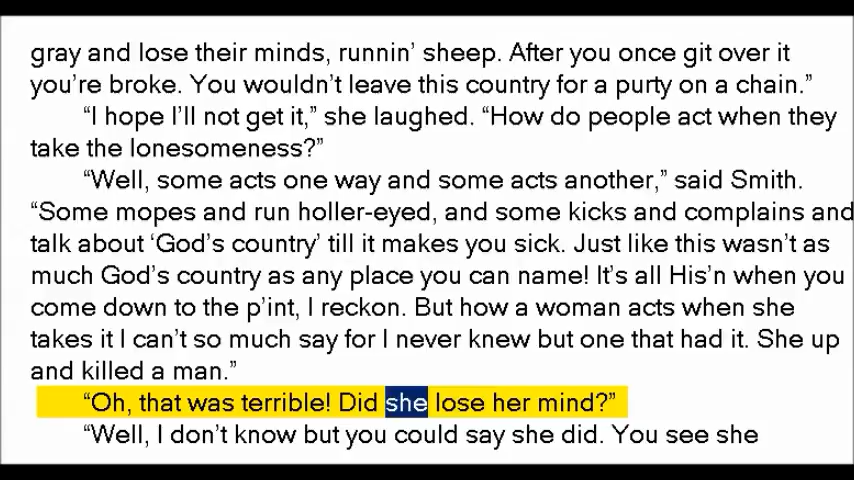 gray and lose their minds, runnin’ sheep. After you once git over it
you’re broke. You wouldn’t leave this country for a purty on a chain.”
“I hope I’ll not get it,” she laughed. “How do people act when they
take the lonesomeness?”
“Well, some acts one way and some acts another,” said Smith.
“Some mopes and run holler-eyed, and some kicks and complains and
talk about ‘God’s country’ till it makes you sick. Just like this wasn’t as
much God’s country as any place you can name! It’s all His’n when you
come down to the p’int, I reckon. But how a woman acts when she
takes it I can’t so much say for I never knew but one that had it. She up
and killed a man.”
“Oh, that was terrible! Did she lose her mind?”
“Well, I don’t know but you could say she did. You see she